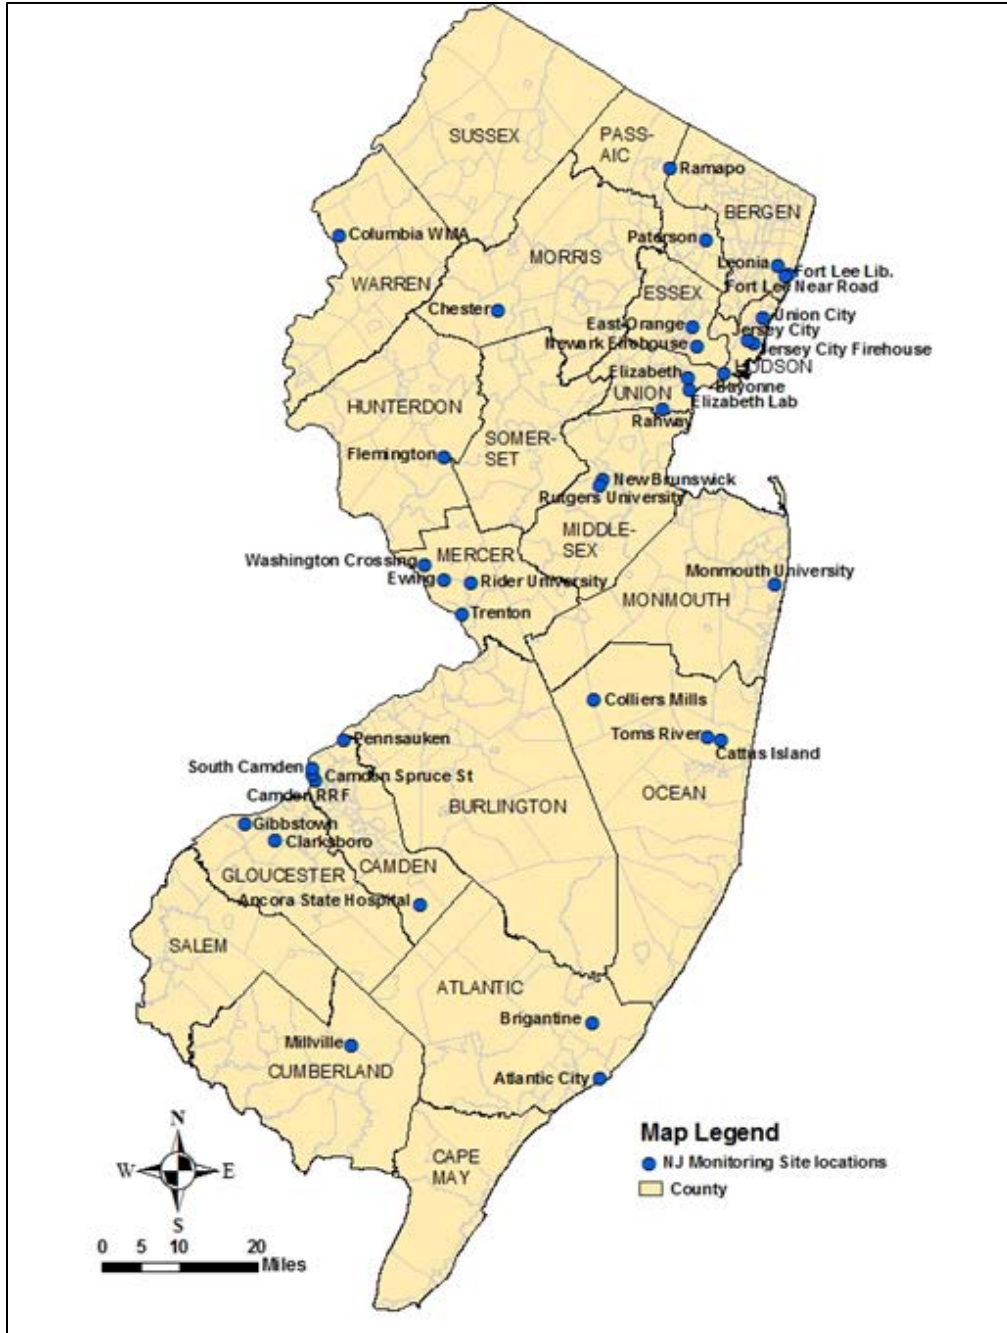 SUSSEX
PASS-
AIC
Ramapo
BERGEN
Columbia WMA
Paterson
MORRIS
Leonia
Fort Lee Lib.
Fort Lee Near Road
WARREN
ESSEX
Chester
Union City
East Orange
Jersey City
Newark Firehouse
Jersey City Firehouse
HUDSON
Elizabeth
Bayonne
UNION
Elizabeth Lab
HUNTERDON
Rahway
SOMER-
SET
Flemington
New Brunswick
Rutgers University
MIDDLE-
SEX
MERCER
Washington Crossing
Ewing
Rider University
Monmouth University
MONMOUTH
Trenton
Colliers Mills
Toms River
Cattus Island
Pennsauken
South Camden
Camden Spruce St
Camden RRF
OCEAN
BURLINGTON
Gibbstown
Clarksboro
CAMDEN
GLOUCESTER
Ancora State Hospital
SALEM
ATLANTIC
Brigantine
Millville
CUMBERLAND
Atlantic City
CAPE
MAY
N
W
E
S
0 5 10 20
Miles
Map Legend
NJ Monitoring Site locations
County